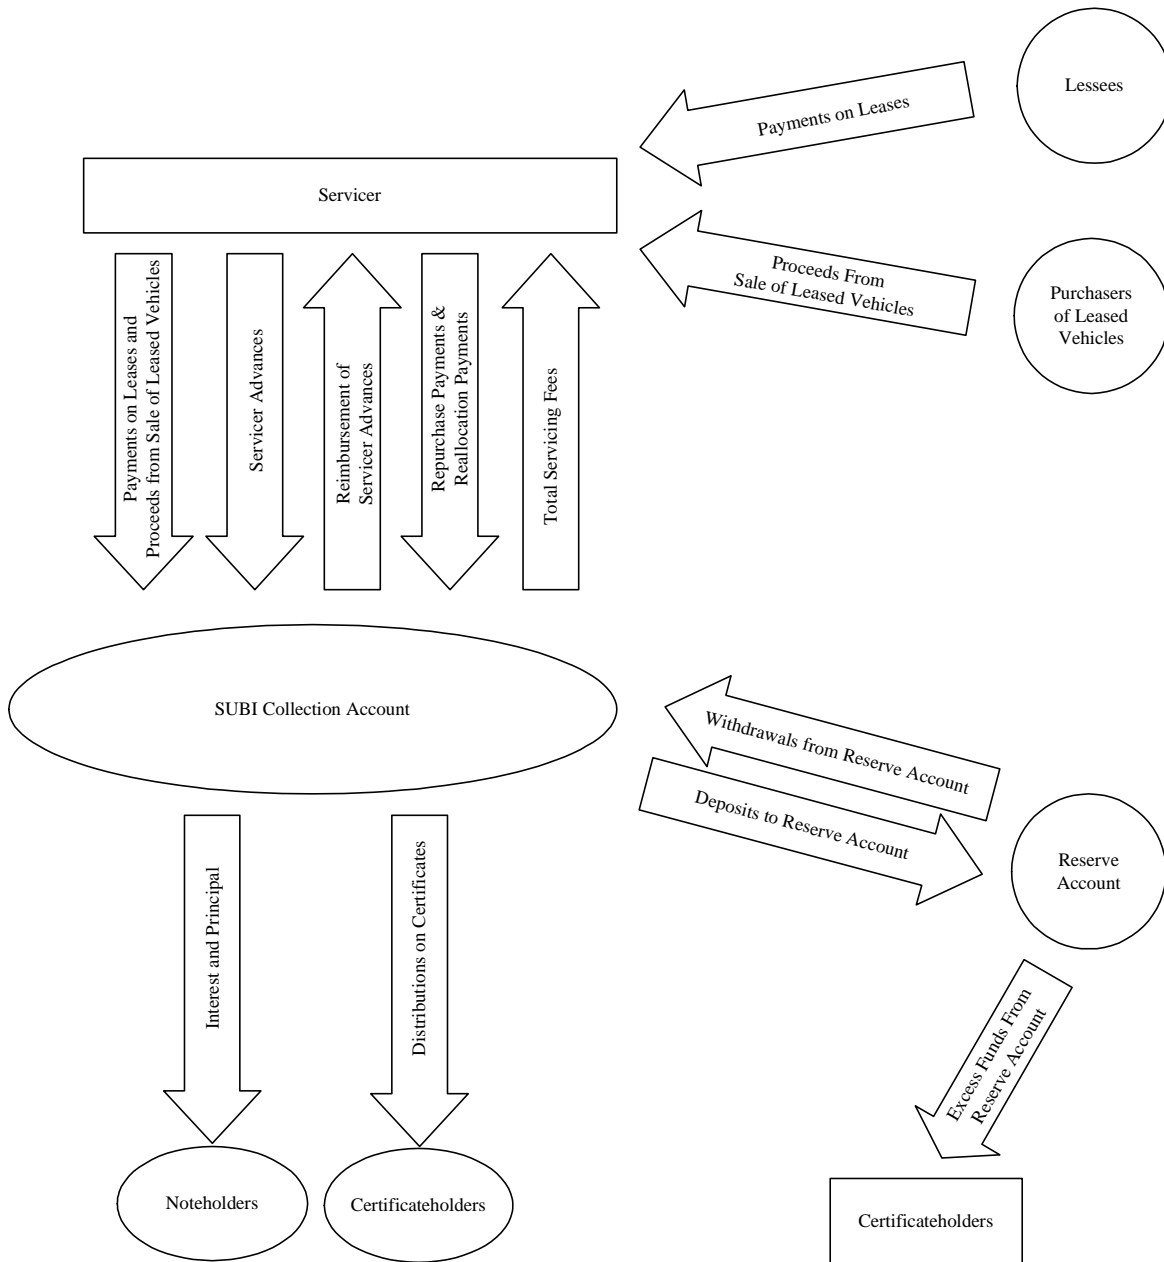 Lessees
Payments on Leases
Servicer
Proceeds From
Sale of Leased Vehicles
Purchasers
of Leased
Vehicles
Payments on Leases and
Proceeds from Sale of Leased Vehicles
Servicer Advances
Reimbursement of
Servicer Advances
Repurchase Payments &
Reallocation Payments
Total Servicing Fees
SUBI Collection Account
Withdrawals from Reserve Account
Deposits to Reserve Account
Reserve
Account
Interest and Principal
Distributions on Certificates
Excess Funds From
Reserve Account
Noteholders
Certificateholders
Certificateholders